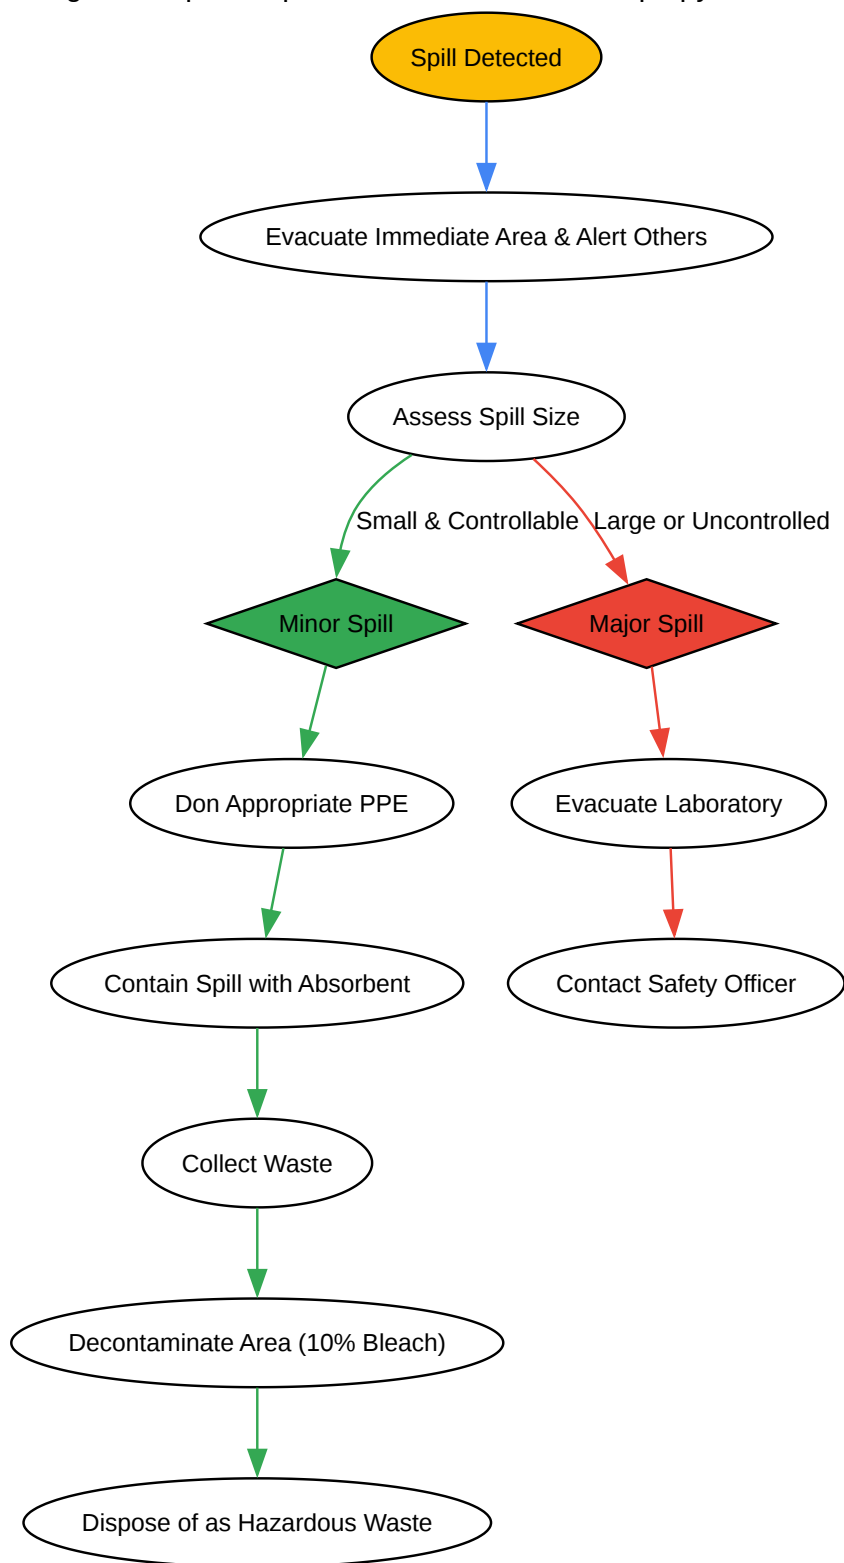 Spill Detected
Evacuate Immediate Area & Alert Others
Assess Spill Size
Small & Controllable
Large or Uncontrolled
Minor Spill
Major Spill
Don Appropriate PPE
Evacuate Laboratory
Contain Spill with Absorbent
Contact Safety Officer
Collect Waste
Decontaminate Area (10% Bleach)
Dispose of as Hazardous Waste